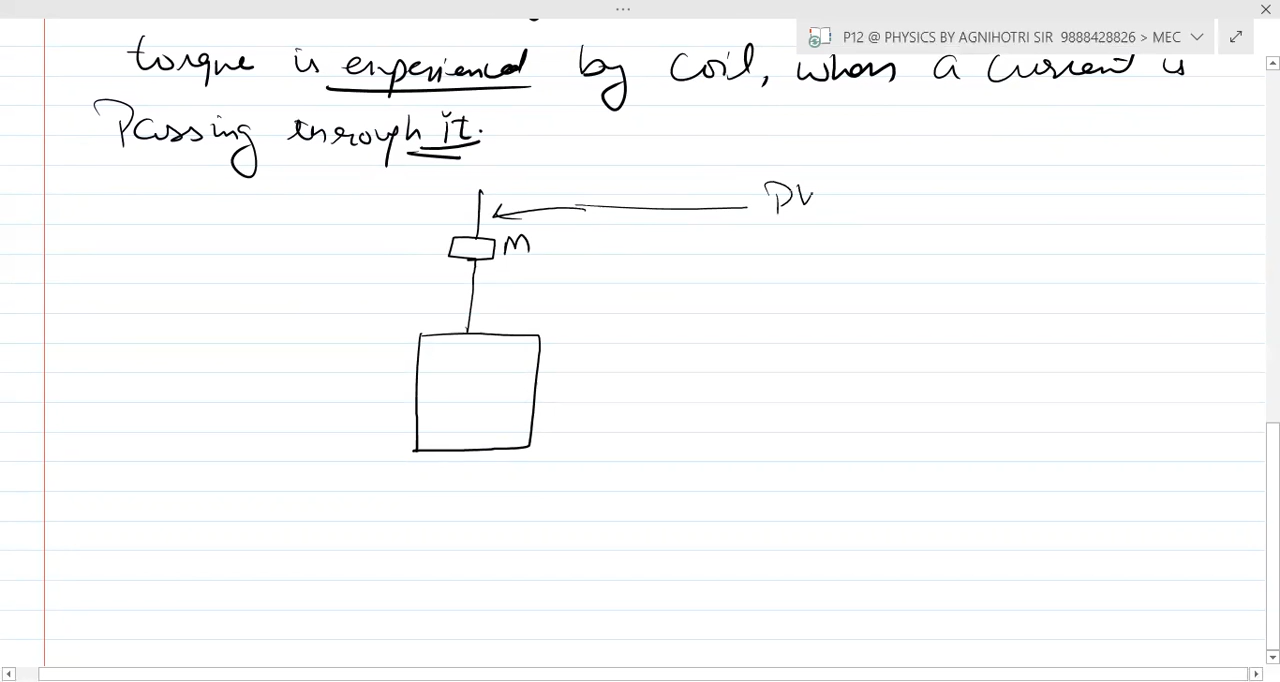 P12 @ PHYSICS BY AGNIHOTRI SIR 9888428826 > MEC
torque is experienced by coil, when a current is
Passing through it.
PV
M